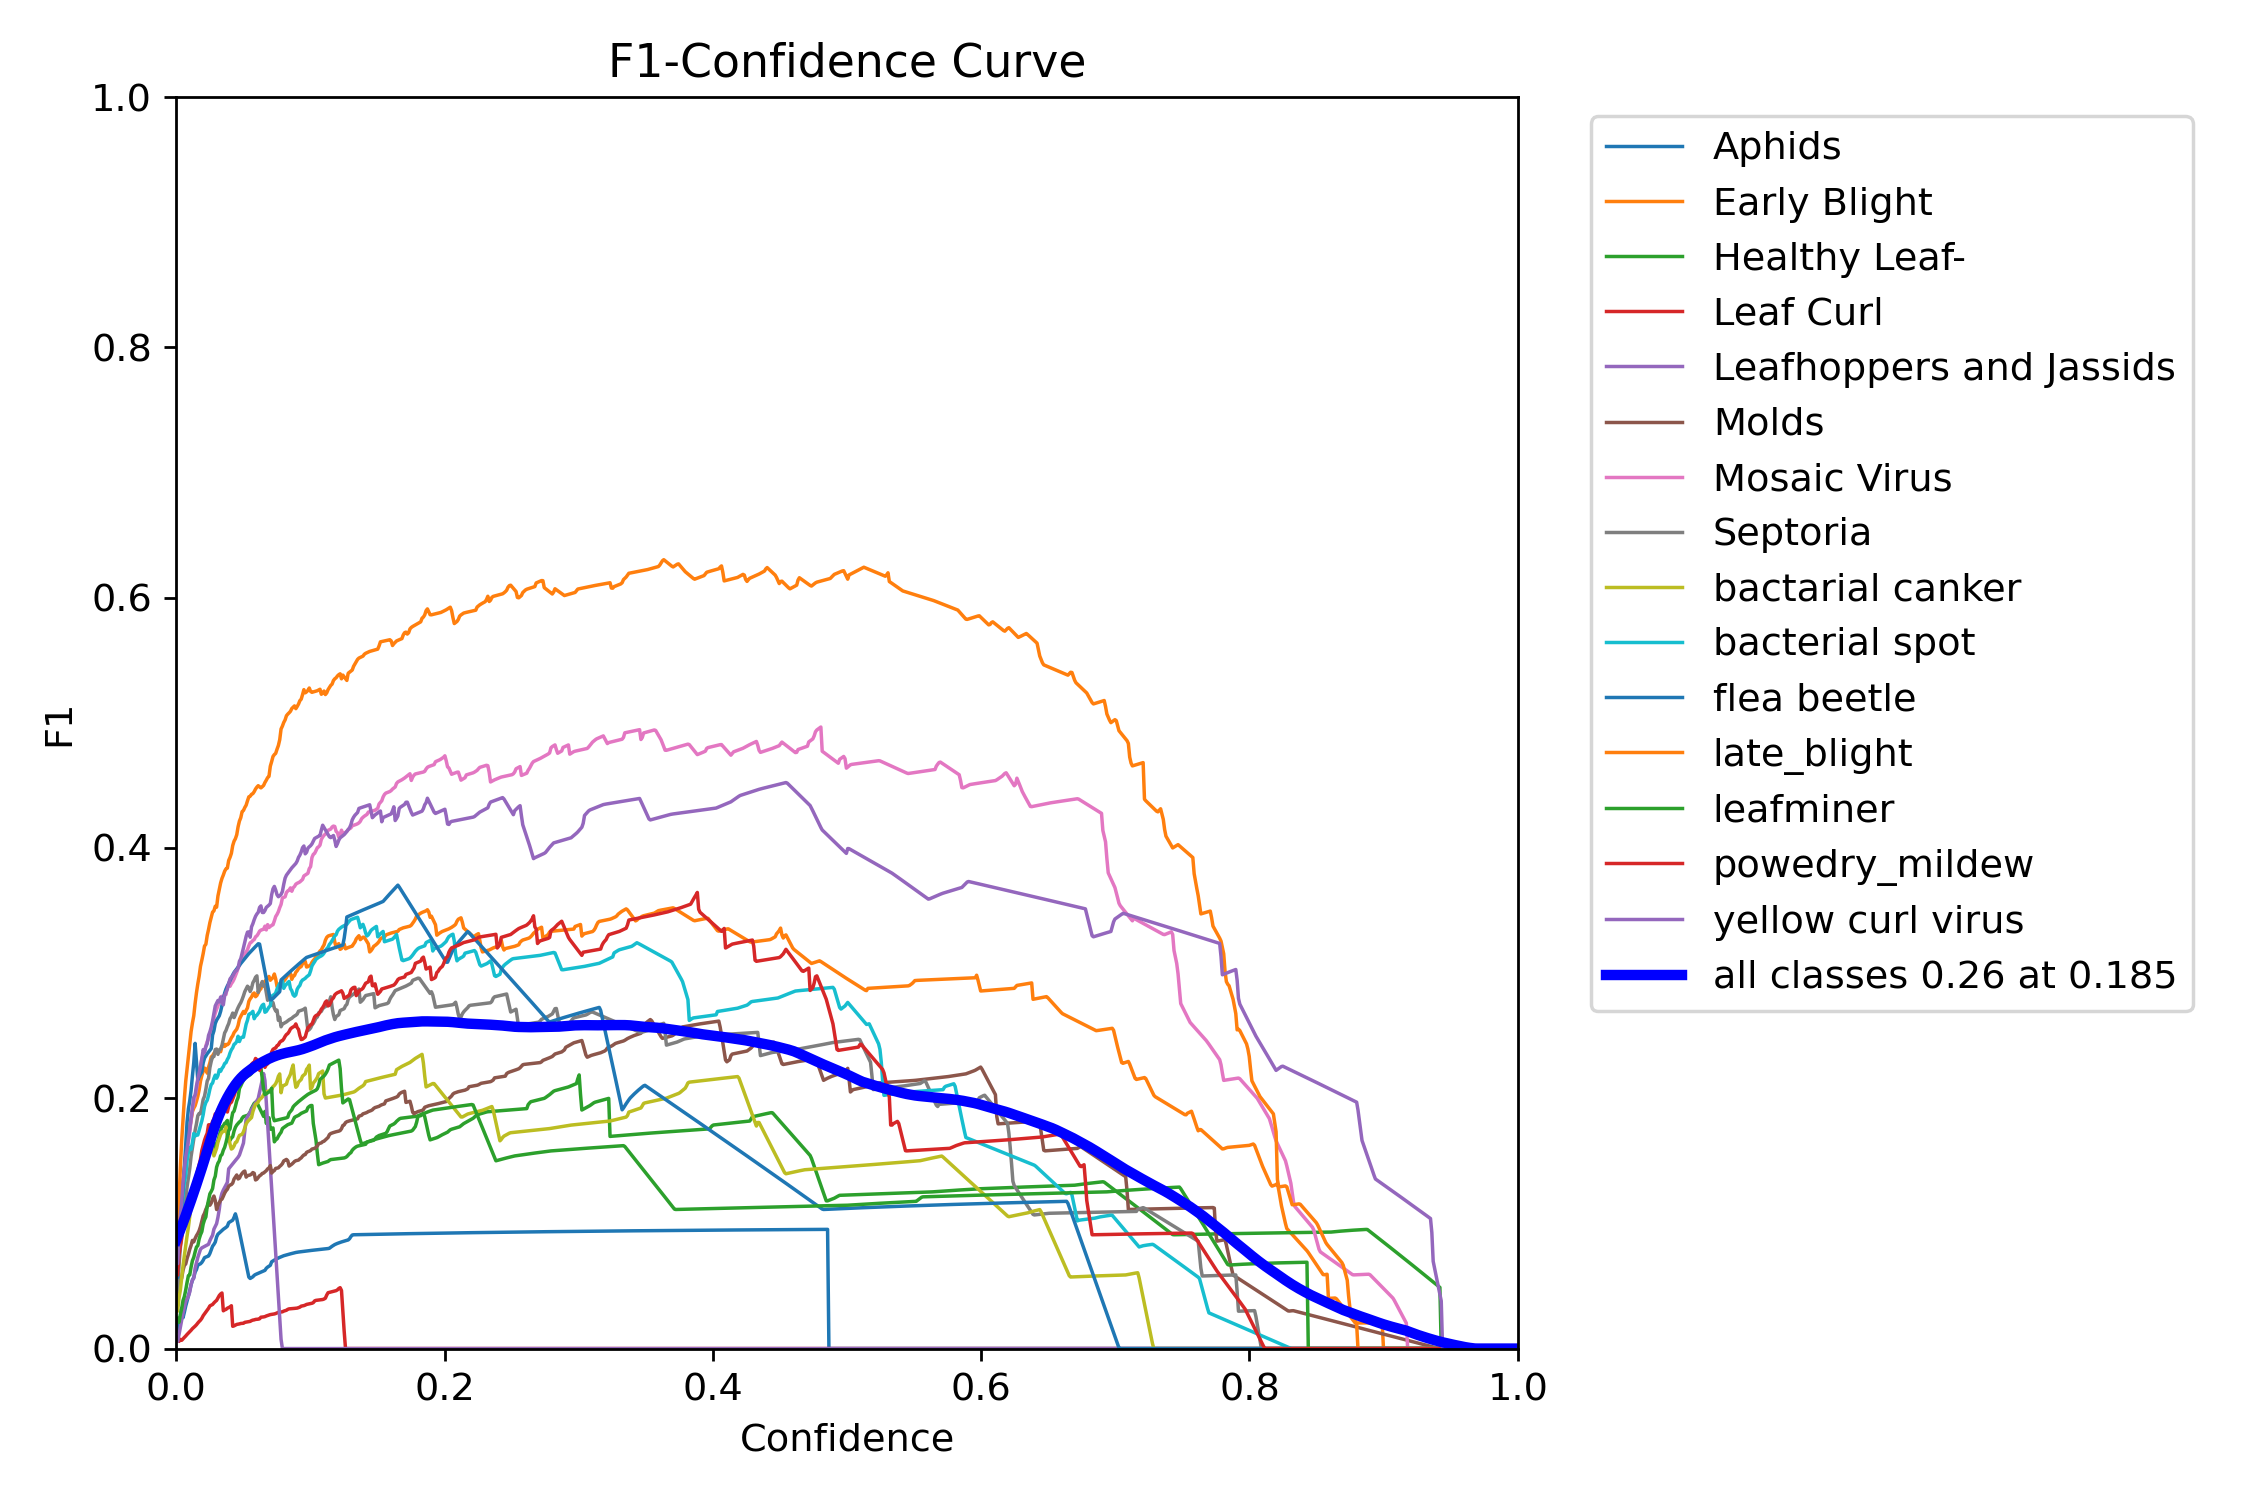 F1-Confidence Curve
1.0
0.8
0.6
0.4
0.2
0.0
F1
0.0 0.2 0.4 0.6 0.8 1.0
Confidence
Aphids
Early Blight
Healthy Leaf-
Leaf Curl
Leafhoppers and Jassids
Molds
Mosaic Virus
Septoria
bactarial canker
bacterial spot
flea beetle
late_blight
leafminer
powedry_mildew
yellow curl virus
all classes 0.26 at 0.185